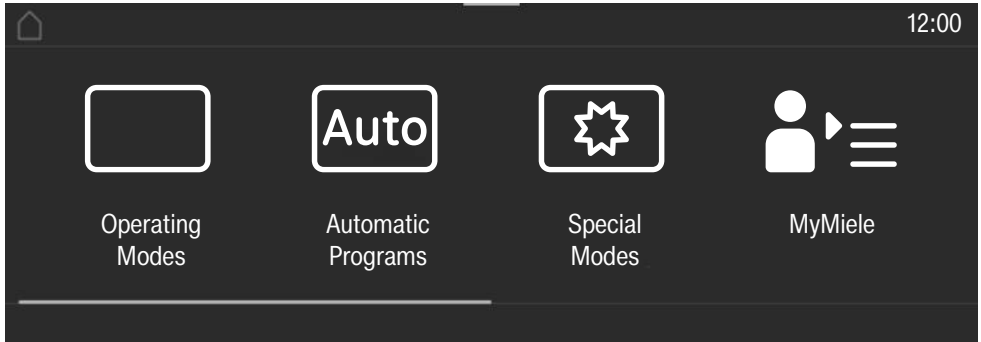 12:00
Auto
Operating
Modes
Automatic
Programs
Special
Modes
MyMiele